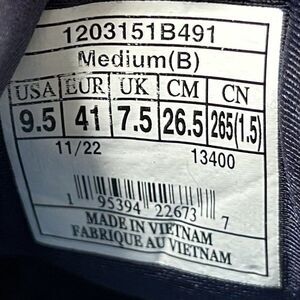 1203151B491
Medium(B)
USA EUR UK CM CN
9.5 41 7.5 26.5 265(1.5)
11/22 13400
1 95394 22673 7
MADE IN VIETNAM
FABRIQUE AU VIETNAM